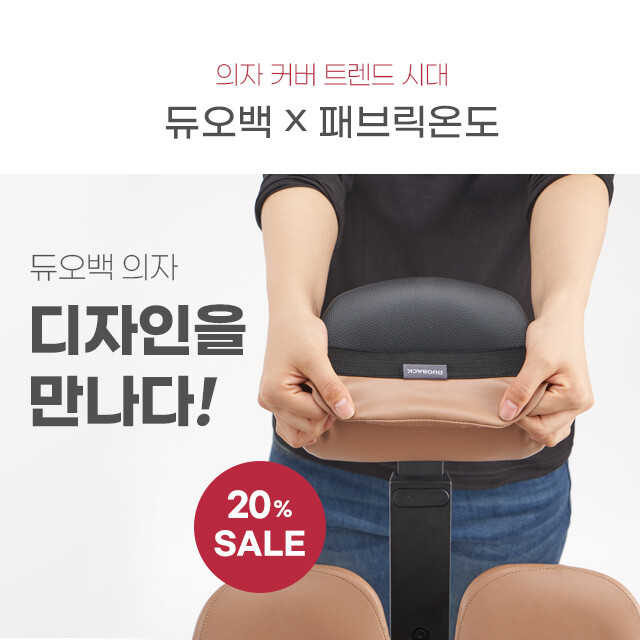 의자 커버 트렌드 시대
듀오백 X 패브릭온도
듀오백 의자
디자인을
만나다!
DUOBACK
20%
SALE